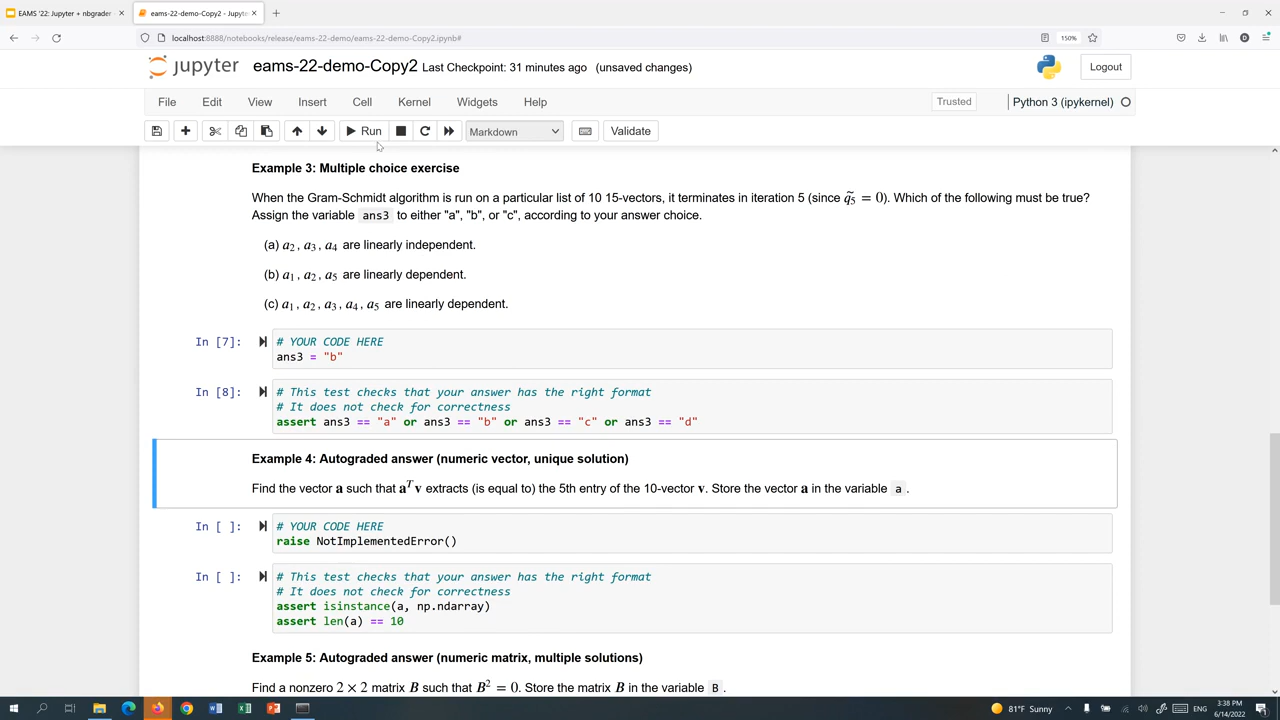 EAMS '22: Jupyter + nbgrader
eams-22-demo-Copy2 - Jupyte
localhost:8888/notebooks/release/eams-22-demo/eams-22-demo-Copy2.ipynb#
150%
jupyter eams-22-demo-Copy2 Last Checkpoint: 31 minutes ago (unsaved changes)
Logout
File Edit View Insert Cell Kernel Widgets Help
Trusted Python 3 (ipykernel)
Run Markdown Validate
Example 3: Multiple choice exercise
When the Gram-Schmidt algorithm is run on a particular list of 10 15-vectors, it terminates in iteration 5 (since q̃₅ = 0). Which of the following must be true?
Assign the variable ans3 to either "a", "b", or "c", according to your answer choice.
(a) a₂, a₃, a₄ are linearly independent.
(b) a₁, a₂, a₅ are linearly dependent.
(c) a₁, a₂, a₃, a₄, a₅ are linearly dependent.
In [7]: # YOUR CODE HERE
ans3 = "b"
In [8]: # This test checks that your answer has the right format
# It does not check for correctness
assert ans3 == "a" or ans3 == "b" or ans3 == "c" or ans3 == "d"
Example 4: Autograded answer (numeric vector, unique solution)
Find the vector a such that aᵀv extracts (is equal to) the 5th entry of the 10-vector v. Store the vector a in the variable a.
In [ ]: # YOUR CODE HERE
raise NotImplementedError()
In [ ]: # This test checks that your answer has the right format
# It does not check for correctness
assert isinstance(a, np.ndarray)
assert len(a) == 10
Example 5: Autograded answer (numeric matrix, multiple solutions)
Find a nonzero 2 × 2 matrix B such that B² = 0. Store the matrix B in the variable B.
81°F Sunny
ENG
3:38 PM
6/14/2022